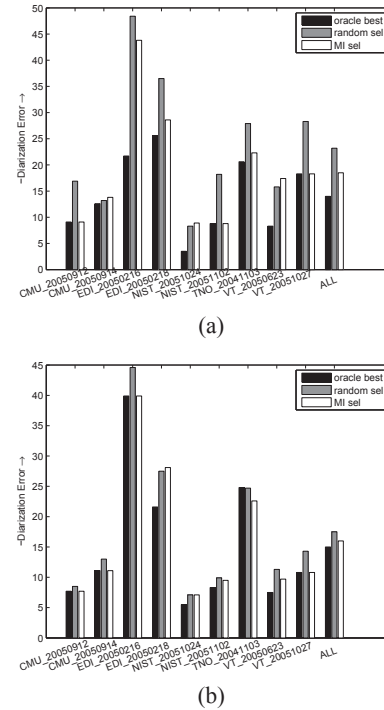 50
45
40
35
30
25
20
15
10
5
0
~Diarization Error →
oracle best
random sel
MI sel
CMU_20050912
CMU_20050914
EDI_20050216
EDI_20050218
NIST_20051024
NIST_20051102
TNO_20041103
VT_20050623
VT_20051027
ALL
(a)
45
40
35
30
25
20
15
10
5
0
~Diarization Error →
oracle best
random sel
MI sel
CMU_20050912
CMU_20050914
EDI_20050216
EDI_20050218
NIST_20051024
NIST_20051102
TNO_20041103
VT_20050623
VT_20051027
ALL
(b)